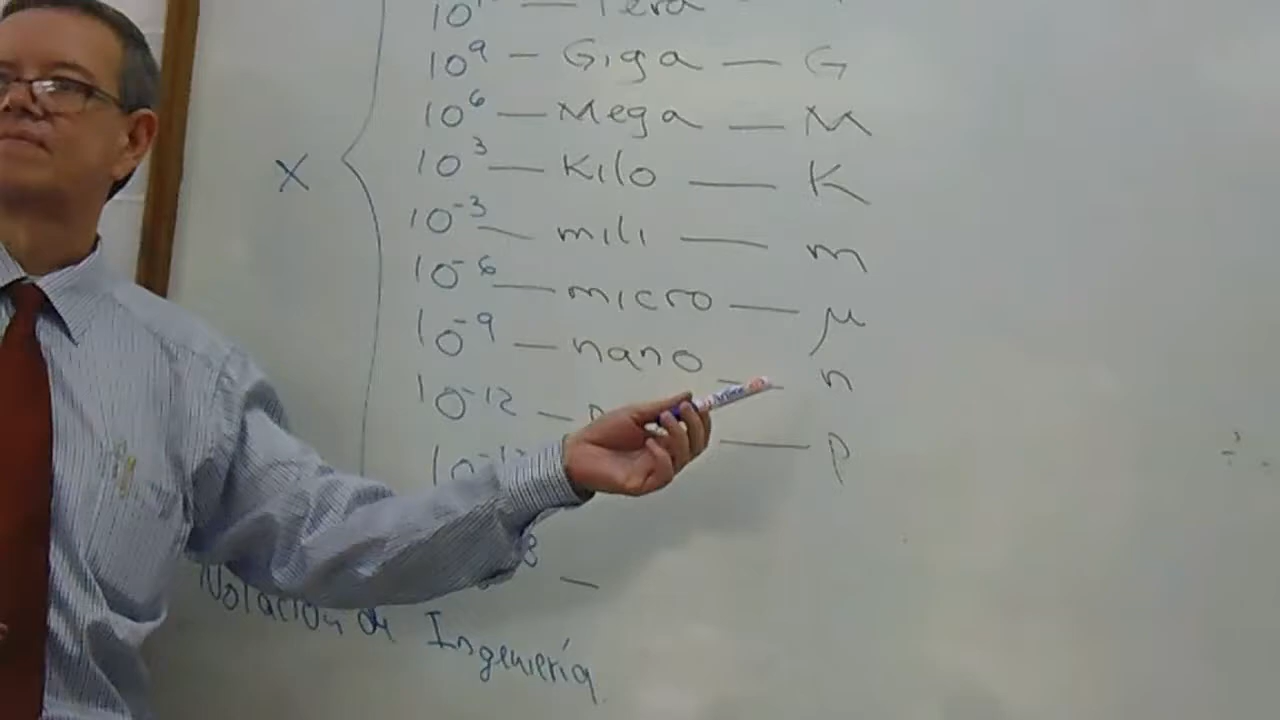 Tera
10⁹ — Giga — G
10⁶ — Mega — M
10³ — Kilo — K
X
10⁻³ — mili — m
10⁻⁶ — micro — μ
10⁻⁹ — nano — n
10⁻¹² — — p
Notación de Ingeniería